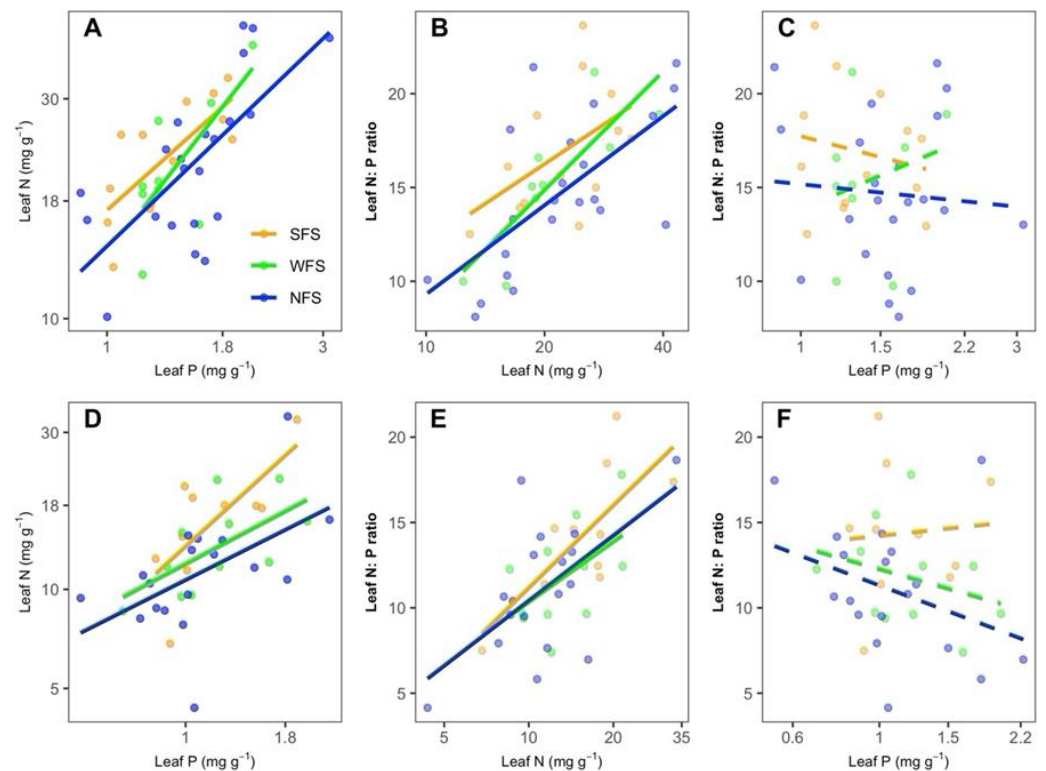 A
Leaf N (mg g⁻¹)
30
18
10
SFS
WFS
NFS
1 1.8 3
Leaf P (mg g⁻¹)
B
Leaf N: P ratio
20
15
10
10 20 40
Leaf N (mg g⁻¹)
C
Leaf N: P ratio
20
15
10
1 1.5 2.2 3
Leaf P (mg g⁻¹)
D
Leaf N (mg g⁻¹)
30
18
10
5
1 1.8
Leaf P (mg g⁻¹)
E
Leaf N: P ratio
20
15
10
5
5 10 20 35
Leaf N (mg g⁻¹)
F
Leaf N: P ratio
20
15
10
5
0.6 1 1.5 2.2
Leaf P (mg g⁻¹)